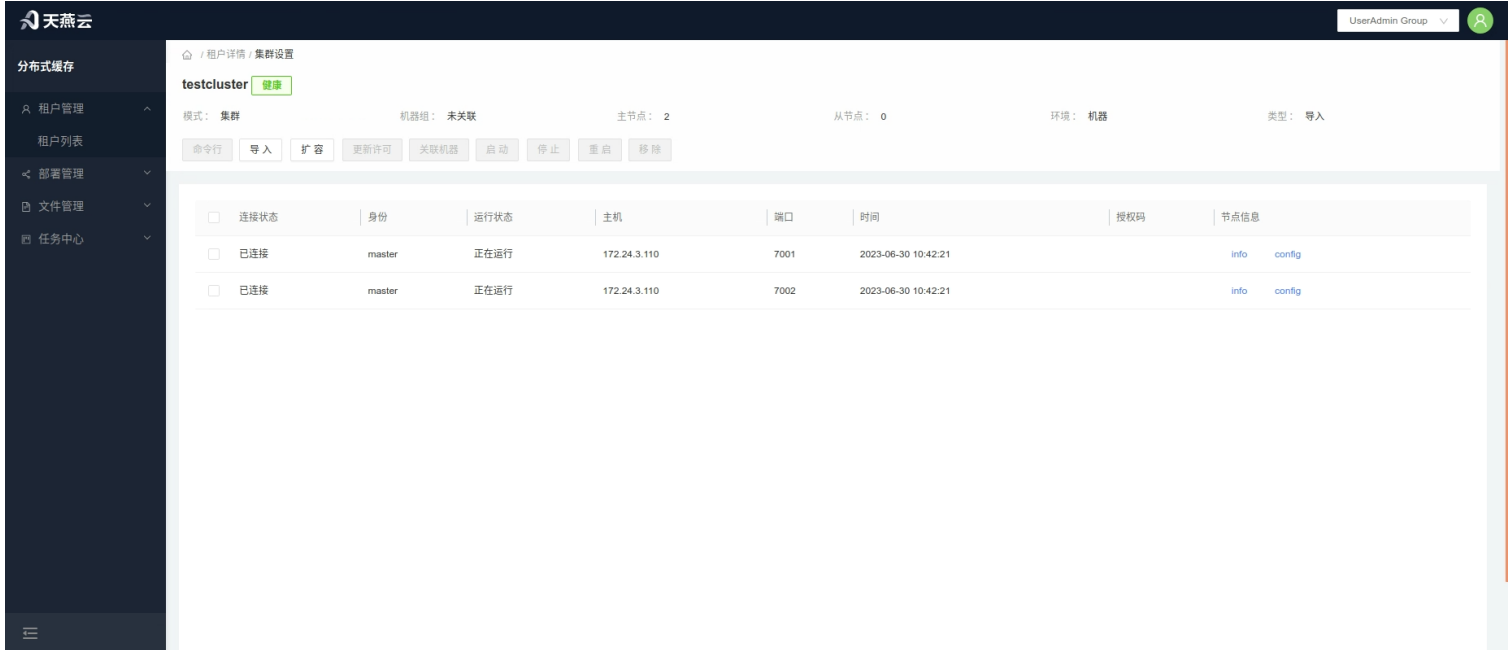 天燕云
UserAdmin Group
分布式缓存
租户管理
租户列表
部署管理
文件管理
任务中心
/ 租户详情 / 集群设置
testcluster 健康
模式： 集群 机器组： 未关联 主节点： 2 从节点： 0 环境： 机器 类型： 导入
命令行 导入 扩容 更新许可 关联机器 启动 停止 重启 移除
连接状态 身份 运行状态 主机 端口 时间 授权码 节点信息
已连接 master 正在运行 172.24.3.110 7001 2023-06-30 10:42:21 info config
已连接 master 正在运行 172.24.3.110 7002 2023-06-30 10:42:21 info config